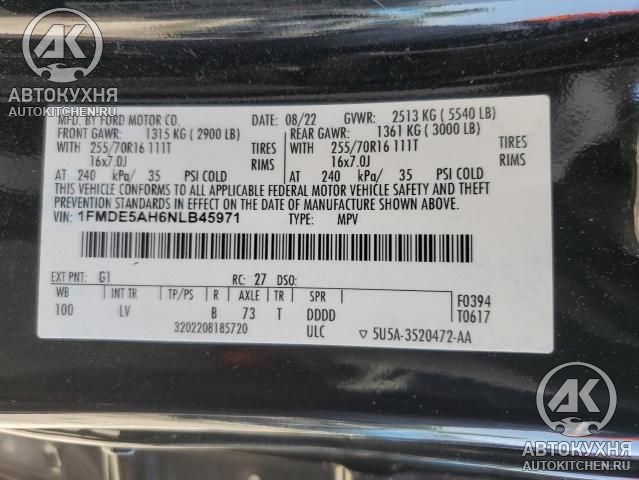 AK
АВТОКУХНЯ
AUTOKITCHEN.RU
MFD. BY FORD MOTOR CO.
DATE: 08/22 GVWR: 2513 KG ( 5540 LB)
FRONT GAWR: 1315 KG ( 2900 LB) REAR GAWR: 1361 KG ( 3000 LB)
WITH 255/70R16 111T TIRES WITH 255/70R16 111T TIRES
16x7.0J RIMS 16x7.0J RIMS
AT 240 kPa/ 35 PSI COLD AT 240 kPa/ 35 PSI COLD
THIS VEHICLE CONFORMS TO ALL APPLICABLE FEDERAL MOTOR VEHICLE SAFETY AND THEFT
PREVENTION STANDARDS IN EFFECT ON THE DATE OF MANUFACTURE SHOWN ABOVE.
VIN: 1FMDE5AH6NLB45971 TYPE: MPV
EXT PNT: G1 RC: 27 DSO:
WB INT TR TP/PS R AXLE TR SPR F0394
100 LV B 73 T DDDD T0617
3202208185720 ULC ▽ 5U5A-3520472-AA
AK
АВТОКУХНЯ
AUTOKITCHEN.RU